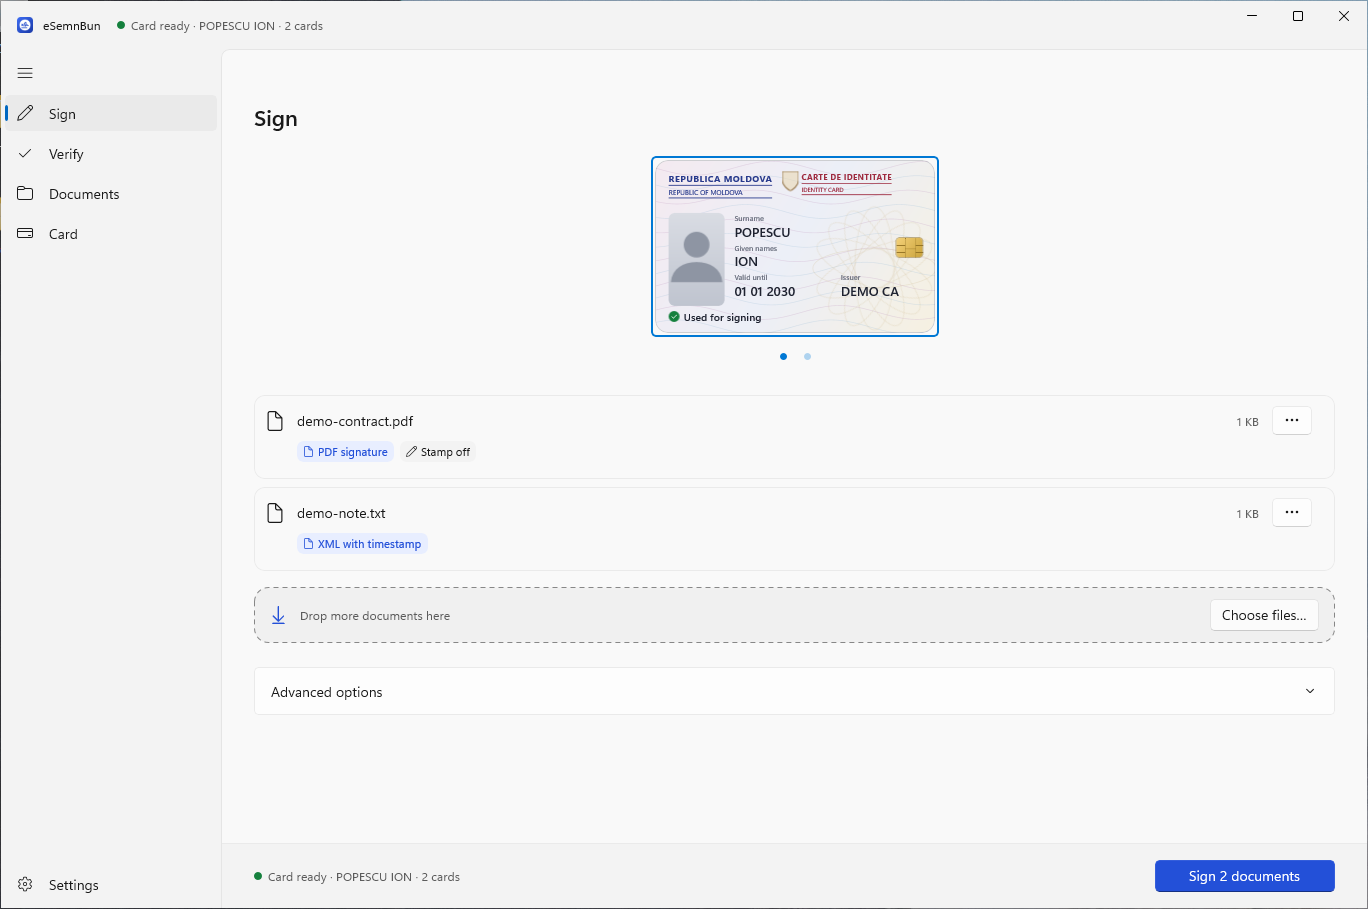 eSemnBun
Card ready · POPESCU ION · 2 cards
Sign
Verify
Documents
Card
Settings
Sign
REPUBLICA MOLDOVA
REPUBLIC OF MOLDOVA
CARTE DE IDENTITATE
IDENTITY CARD
Surname
POPESCU
Given names
ION
Valid until
Issuer
01 01 2030
DEMO CA
Used for signing
demo-contract.pdf
1 KB
PDF signature
Stamp off
demo-note.txt
1 KB
XML with timestamp
Drop more documents here
Choose files...
Advanced options
Card ready · POPESCU ION · 2 cards
Sign 2 documents